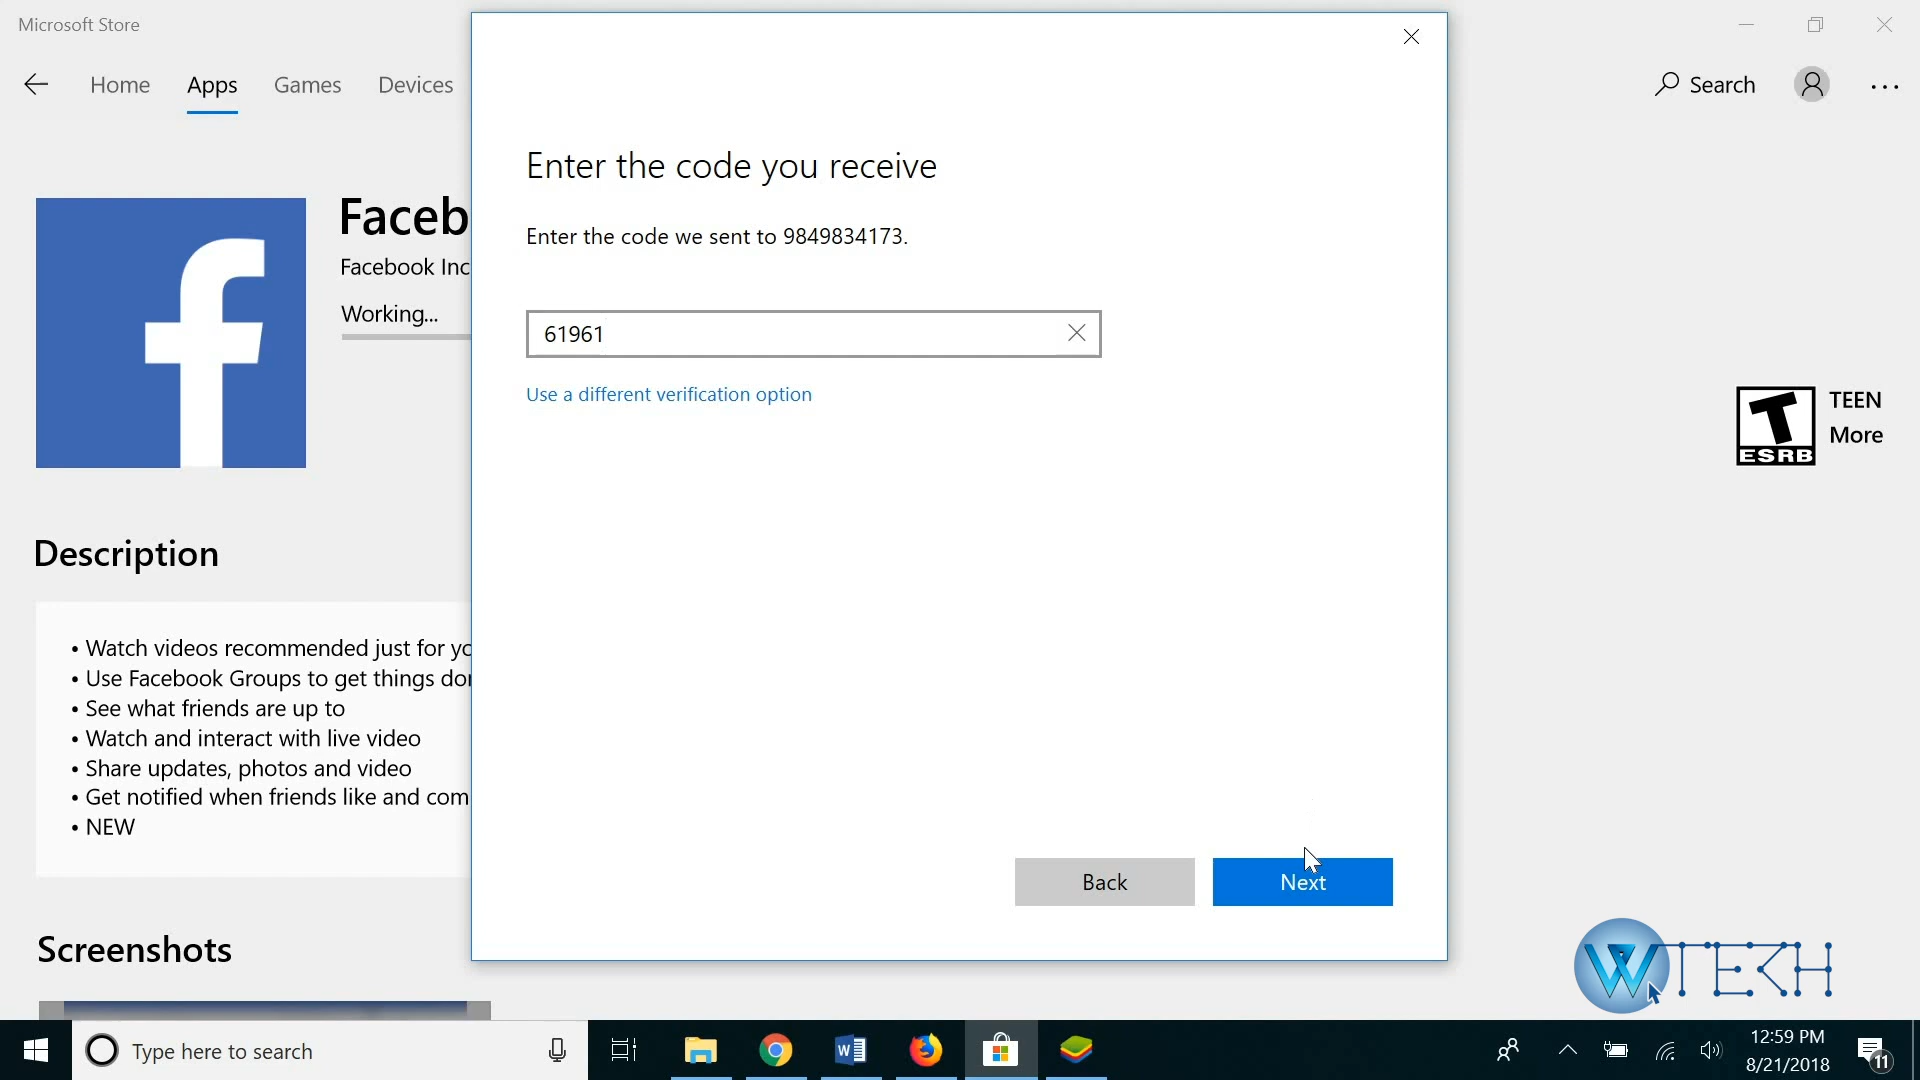 Microsoft Store
Home
Apps
Games
Devices
Search
Enter the code you receive
Enter the code we sent to 9849834173.
61961
Use a different verification option
Back
Next
Faceb
Facebook Inc
Working...
TEEN
More
T
ESRB
Description
• Watch videos recommended just for yo
• Use Facebook Groups to get things do
• See what friends are up to
• Watch and interact with live video
• Share updates, photos and video
• Get notified when friends like and com
• NEW
Screenshots
WTECH
Type here to search
12:59 PM
8/21/2018
11